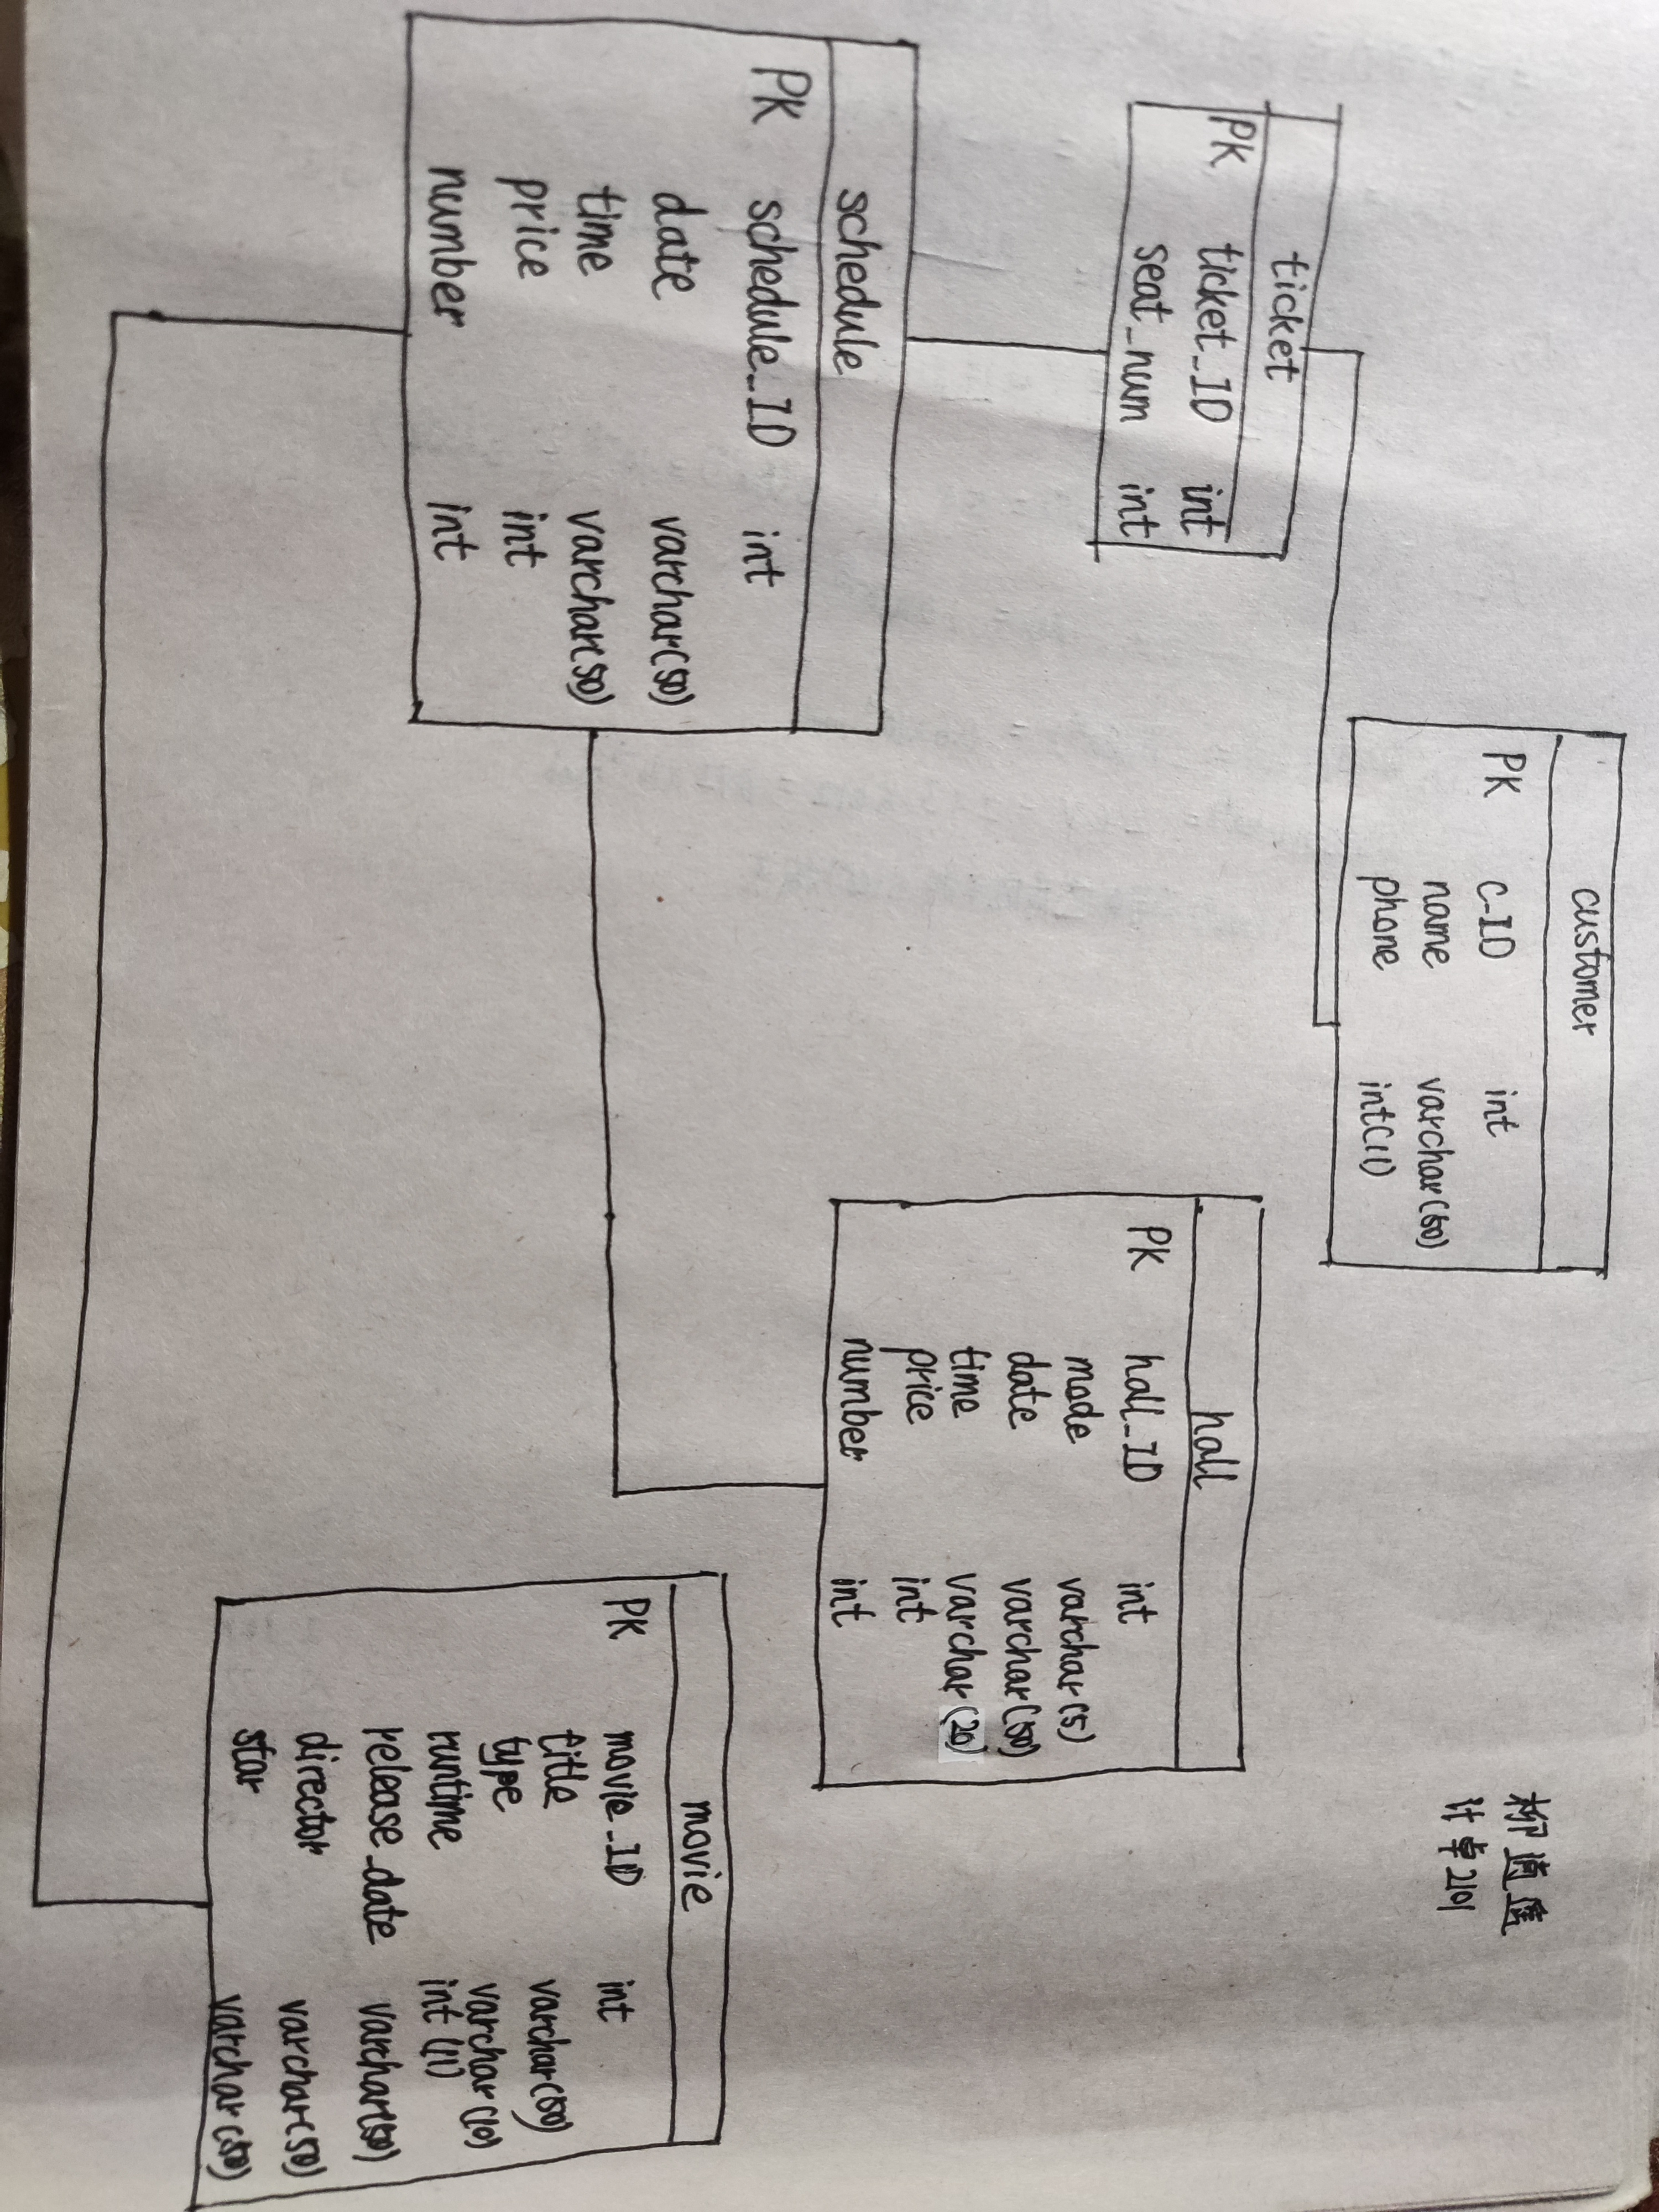 customer
PK c-ID int
name varchar(50)
phone int(11)
柳逍遥
计卓2101
ticket
PK ticket_ID int
seat_num int
hall
PK hall_ID int
mode varchar(5)
date varchar(50)
time varchar(20)
price int
number int
schedule
PK schedule_ID int
date varchar(50)
time varchar(50)
price int
number int
movie
PK movie_ID int
title varchar(50)
type varchar(10)
runtime int(11)
release_date varchar(50)
director varchar(50)
star varchar(50)